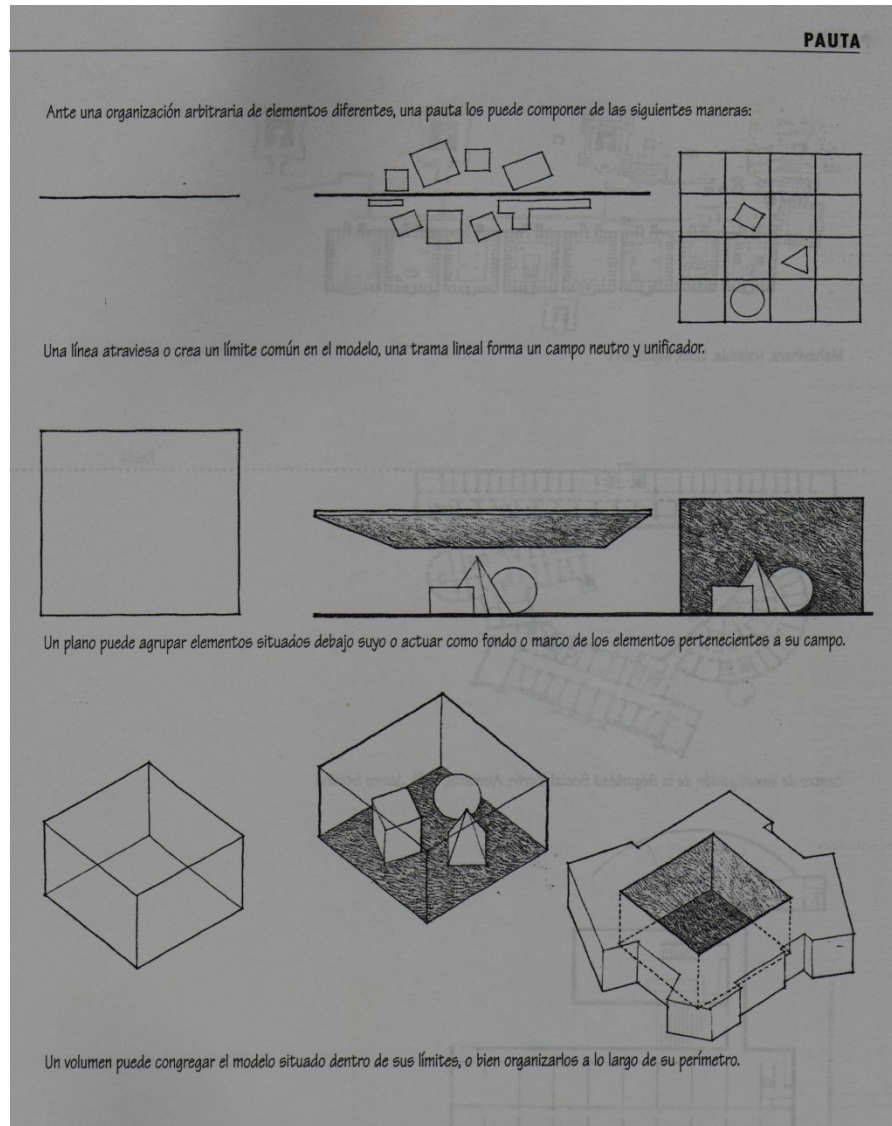 PAUTA
Ante una organización arbitraria de elementos diferentes, una pauta los puede componer de las siguientes maneras:
Una línea atraviesa o crea un límite común en el modelo, una trama lineal forma un campo neutro y unificador.
Un plano puede agrupar elementos situados debajo suyo o actuar como fondo o marco de los elementos pertenecientes a su campo.
Un volumen puede congregar el modelo situado dentro de sus límites, o bien organizarlos a lo largo de su perímetro.